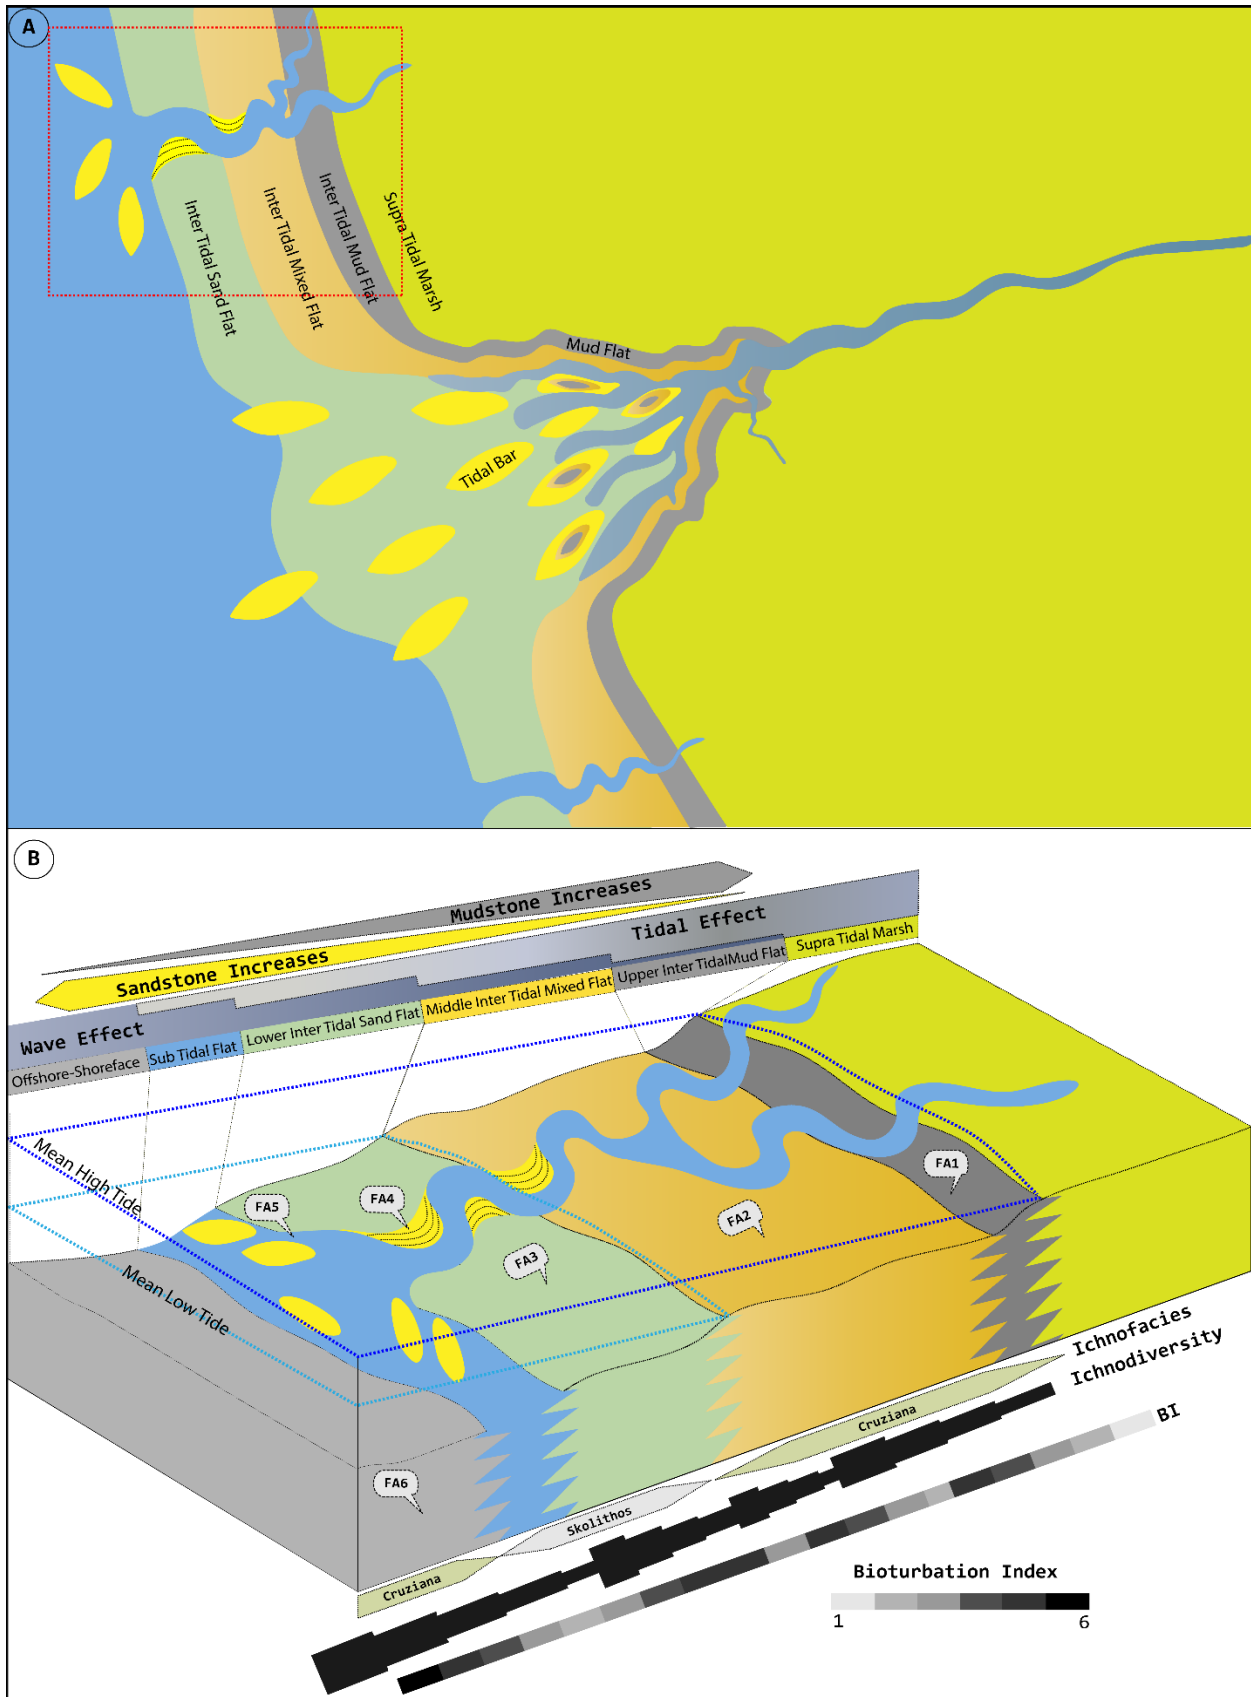 A
Inter Tidal Sand Flat
Inter Tidal Mixed Flat
Inter Tidal Mud Flat
Supra Tidal Marsh
Mud Flat
Tidal Bar
B
Mudstone Increases
Sandstone Increases
Tidal Effect
Wave Effect
Offshore-Shoreface
Sub Tidal Flat
Lower Inter Tidal Sand Flat
Middle Inter Tidal Mixed Flat
Upper Inter TidalMud Flat
Supra Tidal Marsh
Mean High Tide
Mean Low Tide
FA1
FA2
FA3
FA4
FA5
FA6
Ichnofacies
Ichnodiversity
BI
Cruziana
Skolithos
Cruziana
Bioturbation Index
1
6